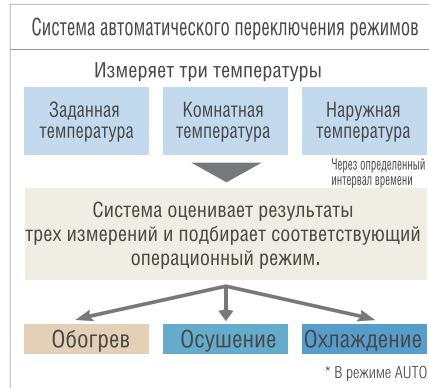 Система автоматического переключения режимов
Измеряет три температуры
Заданная
температура
Комнатная
температура
Наружная
температура
Через определенный
интервал времени
Система оценивает результаты
трех измерений и подбирает соответствующий
операционный режим.
Обогрев
Осушение
Охлаждение
* В режиме AUTO